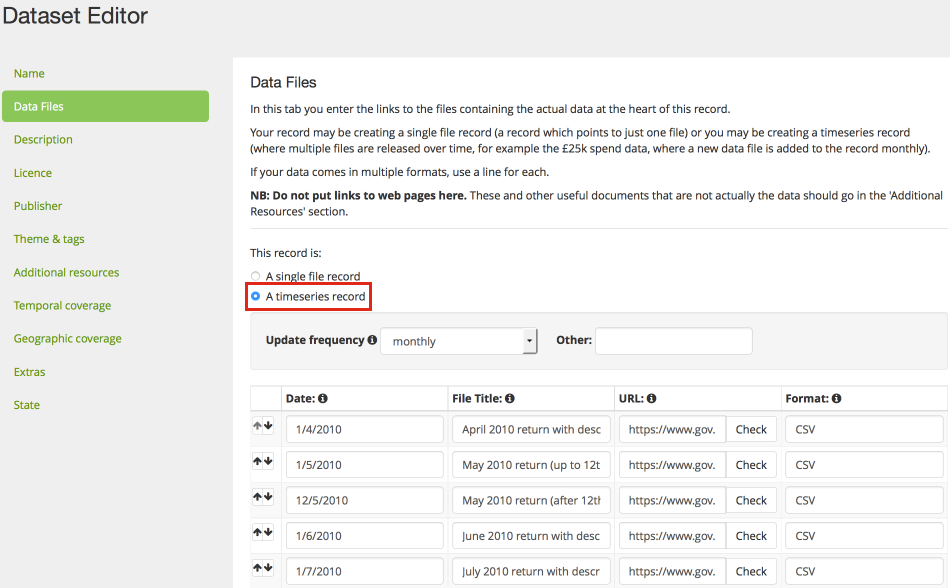 Dataset Editor
Name
Data Files
Description
Licence
Publisher
Theme & tags
Additional resources
Temporal coverage
Geographic coverage
Extras
State
Data Files
In this tab you enter the links to the files containing the actual data at the heart of this record.
Your record may be creating a single file record (a record which points to just one file) or you may be creating a timeseries record
(where multiple files are released over time, for example the £25k spend data, where a new data file is added to the record monthly).
If your data comes in multiple formats, use a line for each.
NB: Do not put links to web pages here. These and other useful documents that are not actually the data should go in the 'Additional
Resources' section.
This record is:
A single file record
A timeseries record
Update frequency monthly Other:
Date: File Title: URL: Format:
1/4/2010 April 2010 return with desc https://www.gov. Check CSV
1/5/2010 May 2010 return (up to 12t https://www.gov. Check CSV
12/5/2010 May 2010 return (after 12th https://www.gov. Check CSV
1/6/2010 June 2010 return with desc https://www.gov. Check CSV
1/7/2010 July 2010 return with descr https://www.gov. Check CSV